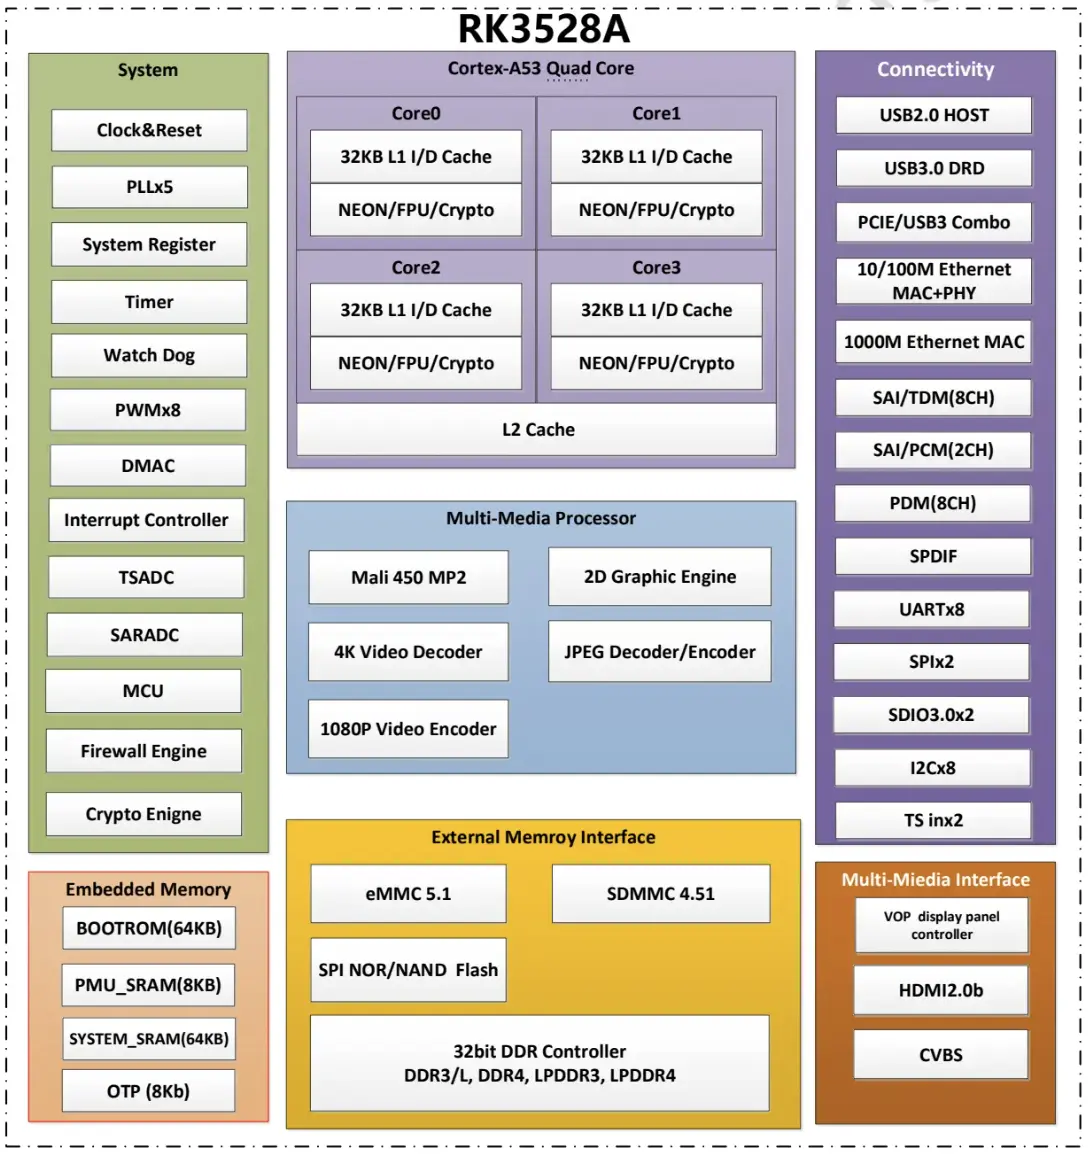 RK3528A
System
Clock&Reset
PLLx5
System Register
Timer
Watch Dog
PWMx8
DMAC
Interrupt Controller
TSADC
SARADC
MCU
Firewall Engine
Crypto Enigne
Embedded Memory
BOOTROM(64KB)
PMU_SRAM(8KB)
SYSTEM_SRAM(64KB)
OTP (8Kb)
Cortex-A53 Quad Core
Core0
32KB L1 I/D Cache
NEON/FPU/Crypto
Core1
32KB L1 I/D Cache
NEON/FPU/Crypto
Core2
32KB L1 I/D Cache
NEON/FPU/Crypto
Core3
32KB L1 I/D Cache
NEON/FPU/Crypto
L2 Cache
Multi-Media Processor
Mali 450 MP2
2D Graphic Engine
4K Video Decoder
JPEG Decoder/Encoder
1080P Video Encoder
External Memroy Interface
eMMC 5.1
SDMMC 4.51
SPI NOR/NAND Flash
32bit DDR Controller
DDR3/L, DDR4, LPDDR3, LPDDR4
Connectivity
USB2.0 HOST
USB3.0 DRD
PCIE/USB3 Combo
10/100M Ethernet
MAC+PHY
1000M Ethernet MAC
SAI/TDM(8CH)
SAI/PCM(2CH)
PDM(8CH)
SPDIF
UARTx8
SPIx2
SDIO3.0x2
I2Cx8
TS inx2
Multi-Miedia Interface
VOP display panel
controller
HDMI2.0b
CVBS